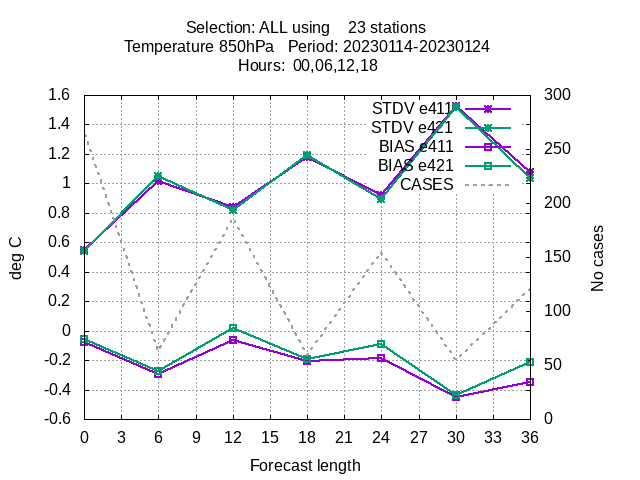 Selection: ALL using    23 stations
Temperature 850hPa   Period: 20230114-20230124
Hours:  00,06,12,18
1.6
1.4
1.2
1
0.8
0.6
0.4
0.2
0
-0.2
-0.4
-0.6
deg C
STDV e411
STDV e421
BIAS e411
BIAS e421
CASES
300
250
200
150
100
50
0
No cases
0 3 6 9 12 15 18 21 24 27 30 33 36
Forecast length